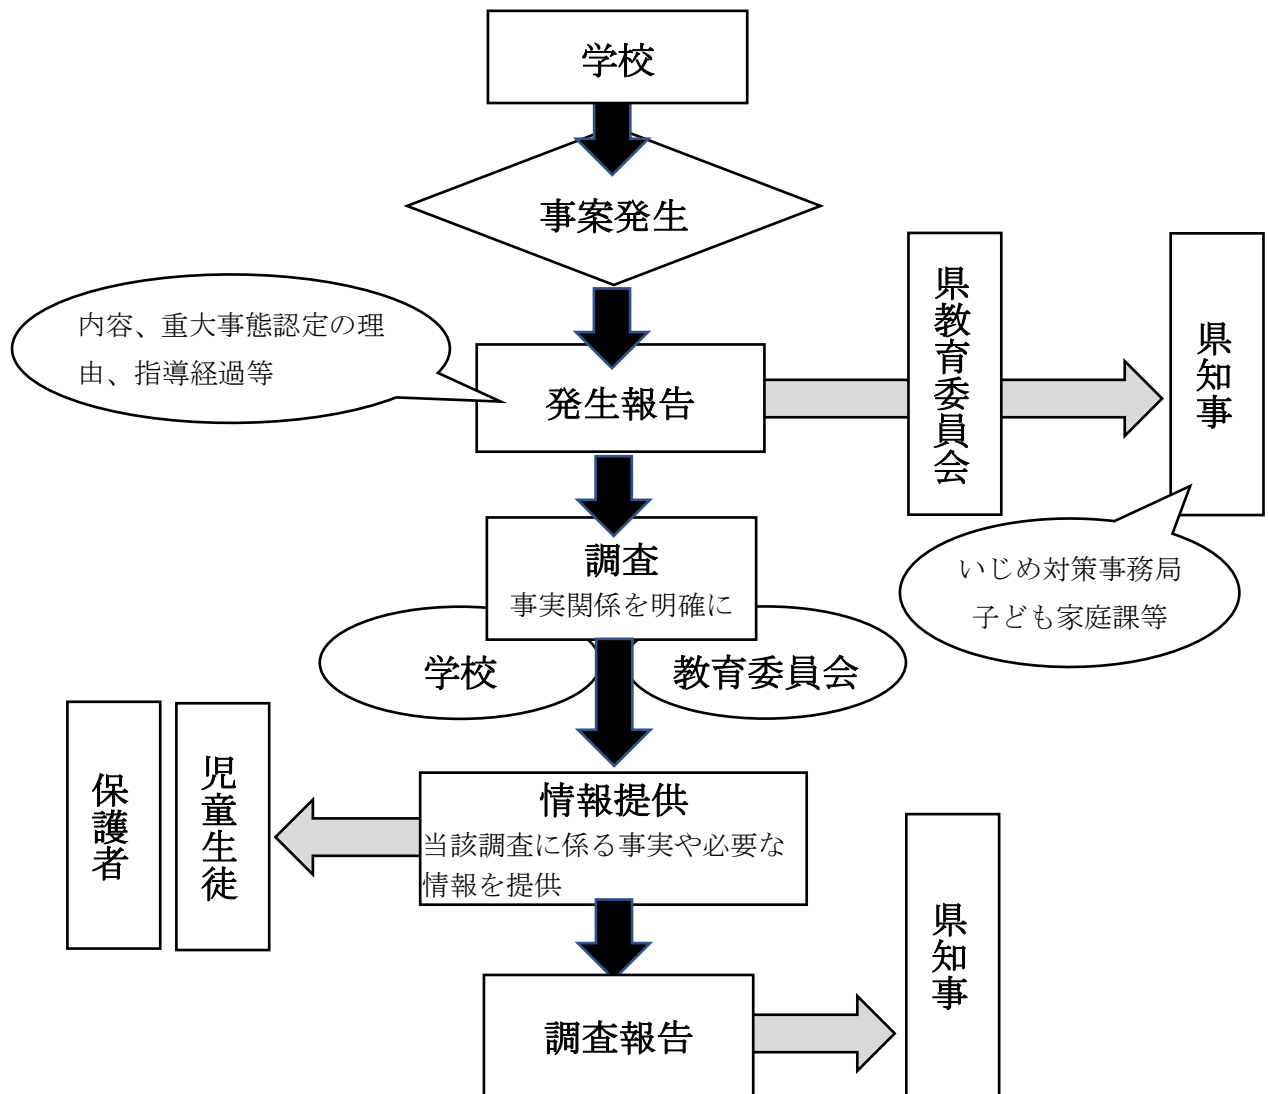 学校
事案発生
内容、重大事態認定の理
由、指導経過等
発生報告
県教育委員会
県知事
調査
事実関係を明確に
いじめ対策事務局
子ども家庭課等
学校
教育委員会
保護者
児童生徒
情報提供
当該調査に係る事実や必要な
情報を提供
県知事
調査報告